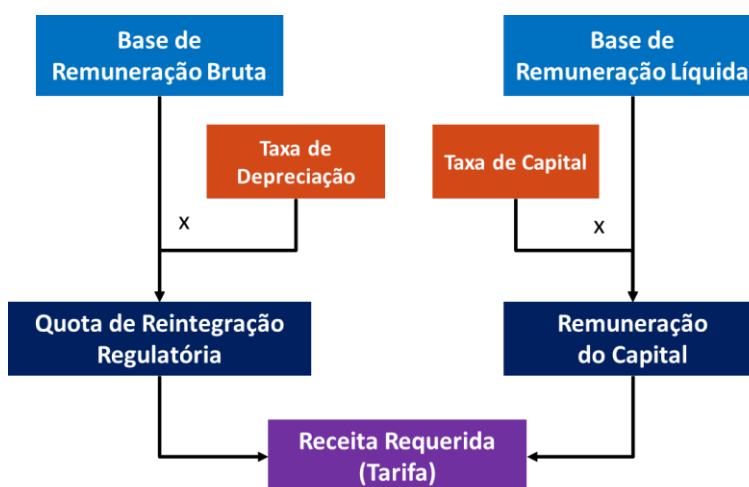 Base de
Remuneração Bruta
Base de
Remuneração Líquida
Taxa de
Depreciação
Taxa de Capital
x
x
Quota de Reintegração
Regulatória
Remuneração
do Capital
Receita Requerida
(Tarifa)